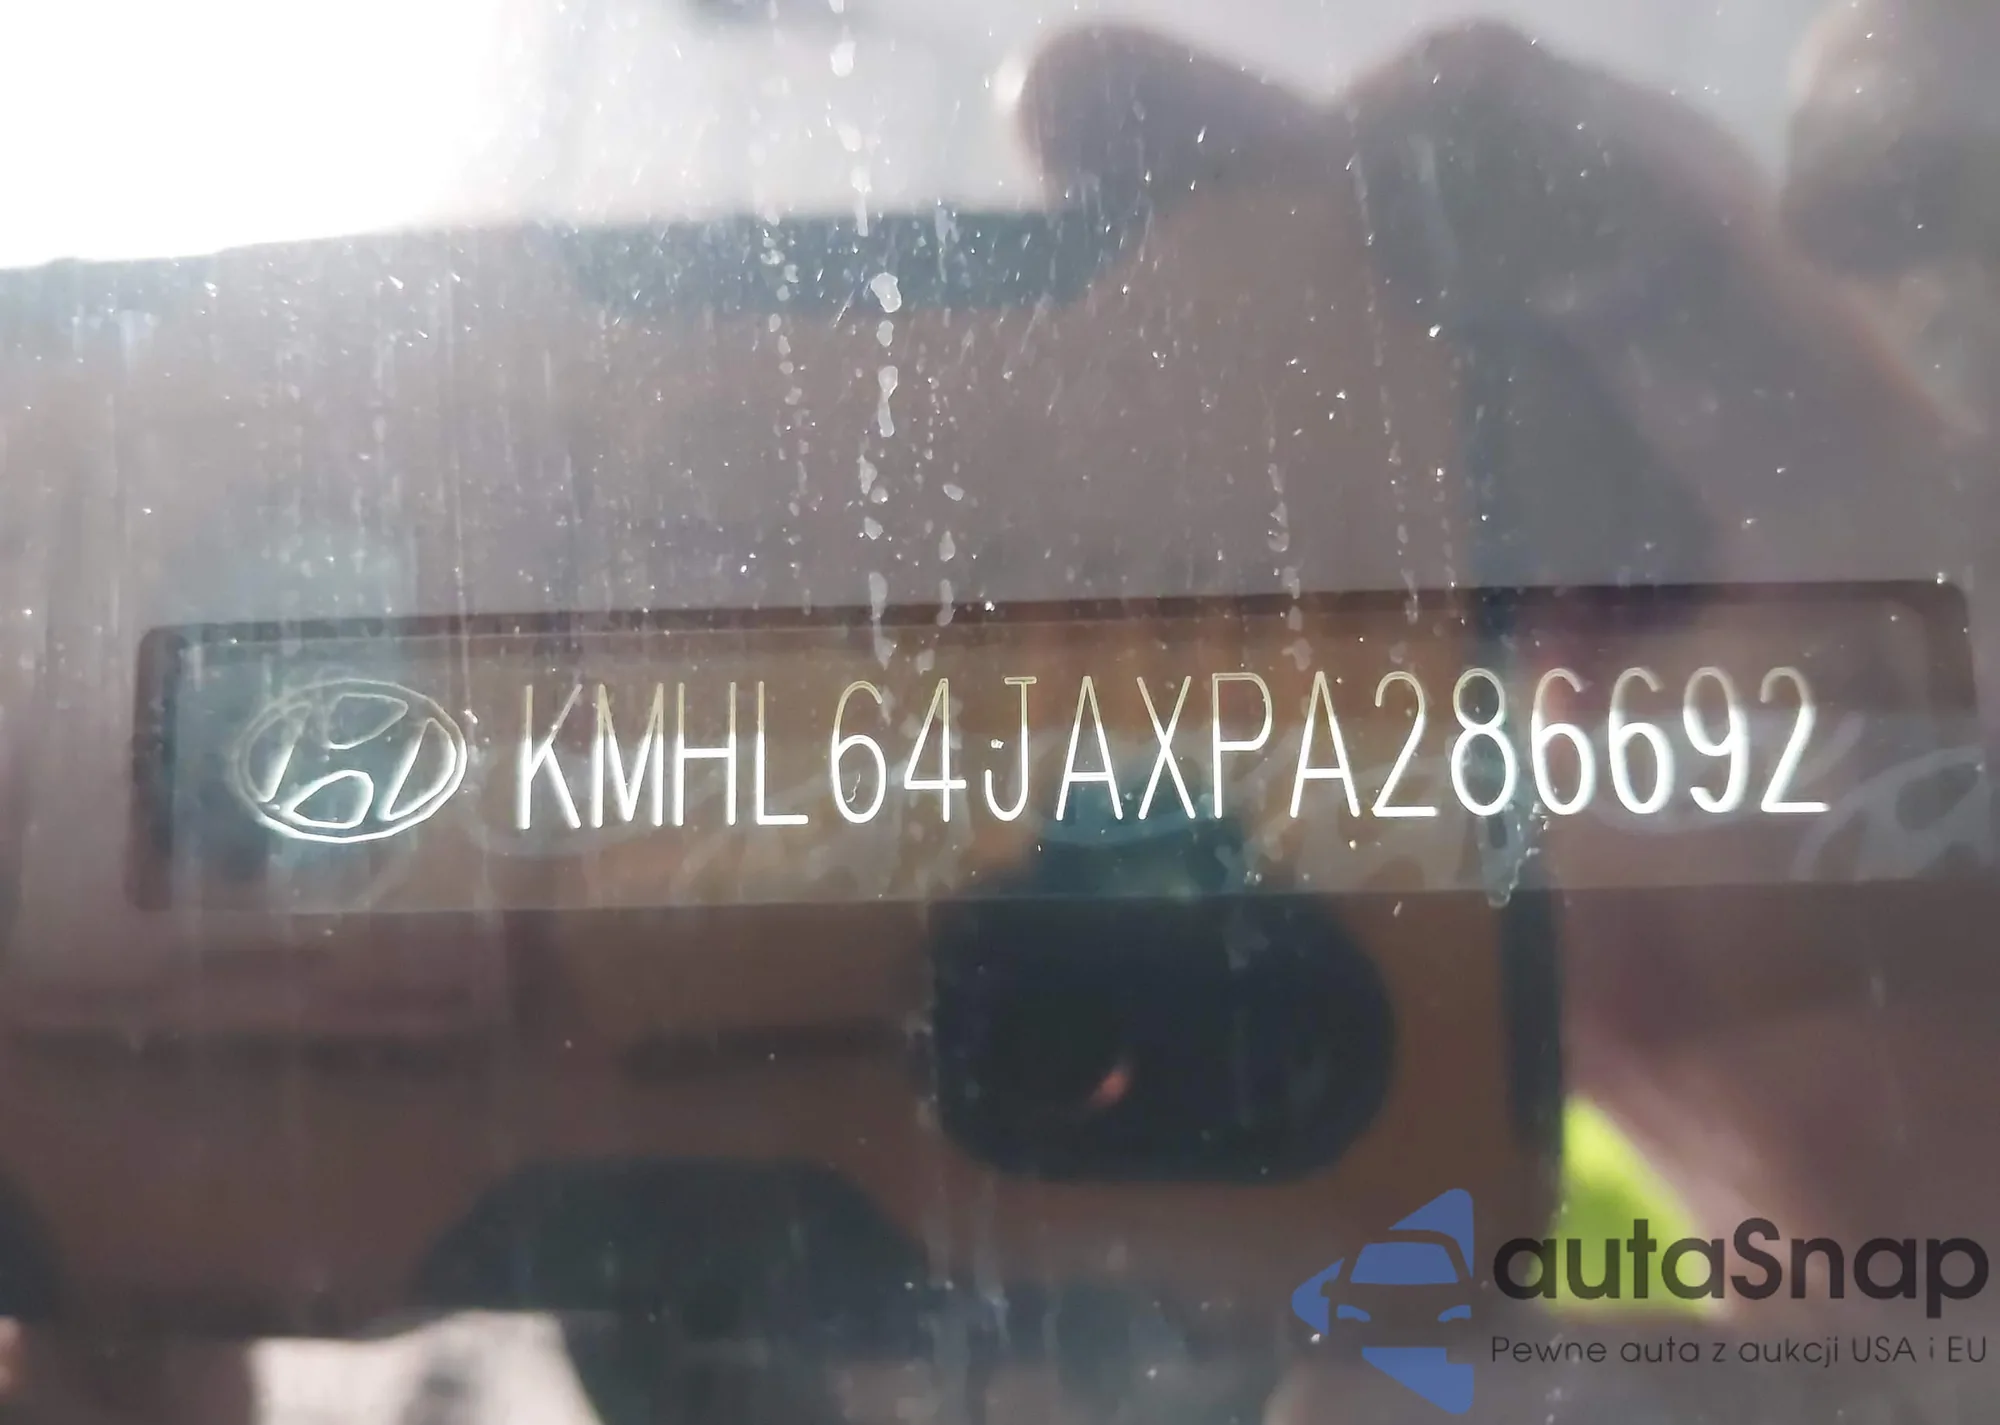 KMHL64JAXPA286692
autaSnap
Pewne auta z aukcji USA i EU